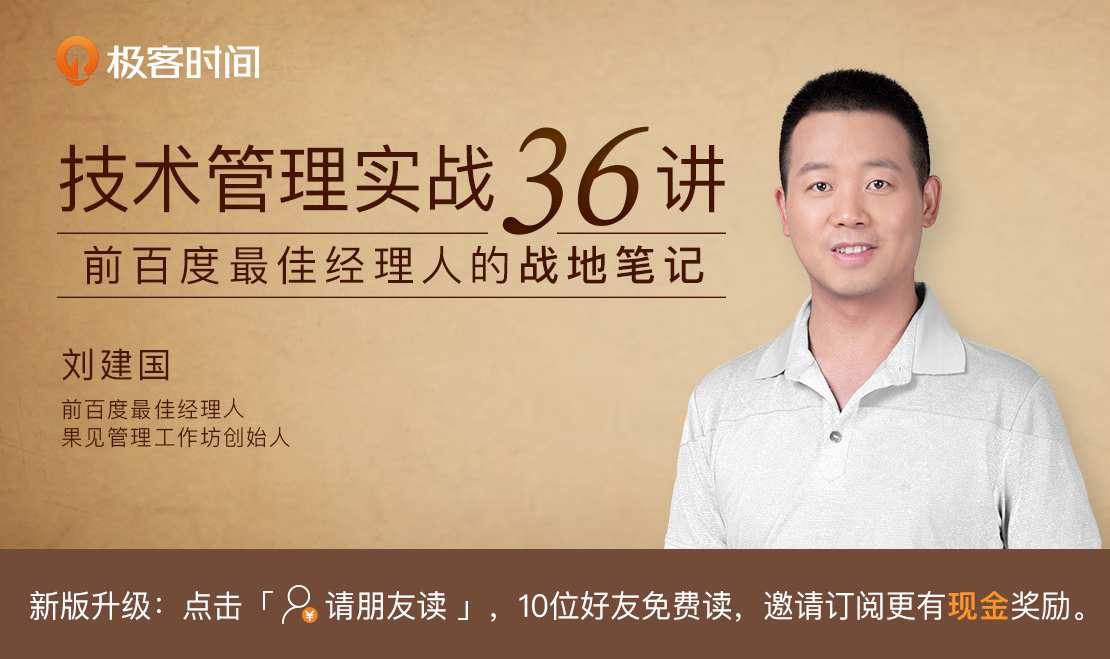 极客时间
技术管理实战36讲
前百度最佳经理人的战地笔记
刘建国
前百度最佳经理人
果见管理工作坊创始人
新版升级：点击「 ¥ 请朋友读 」，10位好友免费读，邀请订阅更有现金奖励。